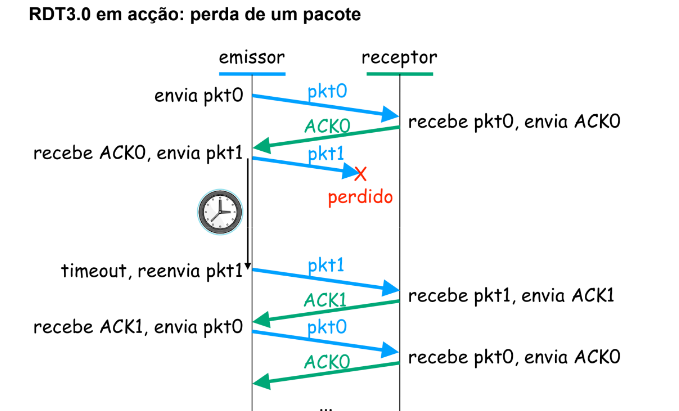 RDT3.0 em acção: perda de um pacote
emissor
receptor
envia pkt0
pkt0
recebe pkt0, envia ACK0
ACK0
recebe ACK0, envia pkt1
pkt1
X
perdido
timeout, reenvia pkt1
pkt1
recebe pkt1, envia ACK1
ACK1
recebe ACK1, envia pkt0
pkt0
recebe pkt0, envia ACK0
ACK0
...